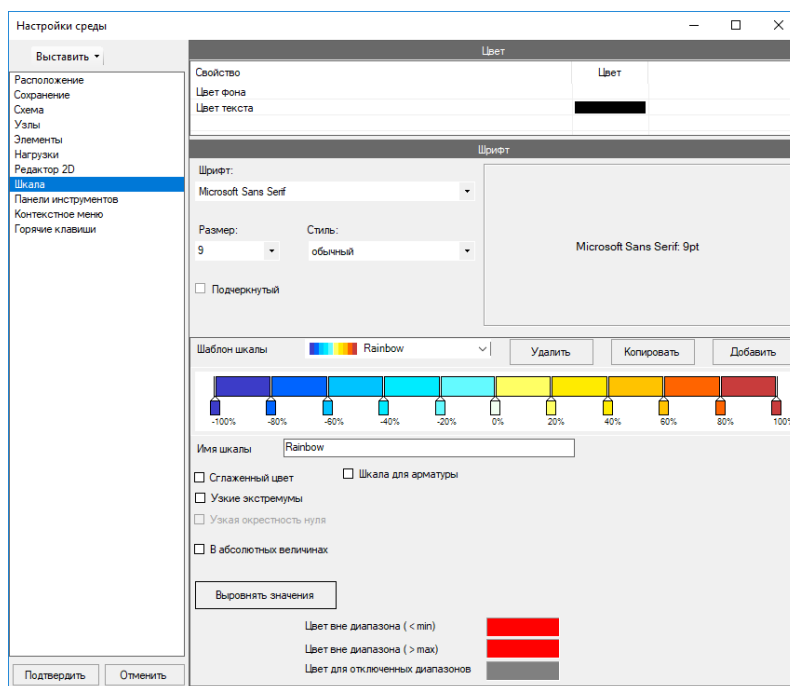 Настройки среды
Выставить
Расположение
Сохранение
Схема
Узлы
Элементы
Нагрузки
Редактор 2D
Шкала
Панели инструментов
Контекстное меню
Горячие клавиши
Подтвердить Отменить
Цвет
Свойство Цвет
Цвет фона
Цвет текста
Шрифт
Шрифт:
Microsoft Sans Serif
Размер: Стиль:
9 обычный
Подчеркнутый
Microsoft Sans Serif: 9pt
Шаблон шкалы Rainbow Удалить Копировать Добавить
-100% -80% -60% -40% -20% 0% 20% 40% 60% 80% 100%
Имя шкалы Rainbow
Сглаженный цвет Шкала для арматуры
Узкие экстремумы
Узкая окрестность нуля
В абсолютных величинах
Выровнять значения
Цвет вне диапазона ( < min)
Цвет вне диапазона ( > max)
Цвет для отключенных диапазонов